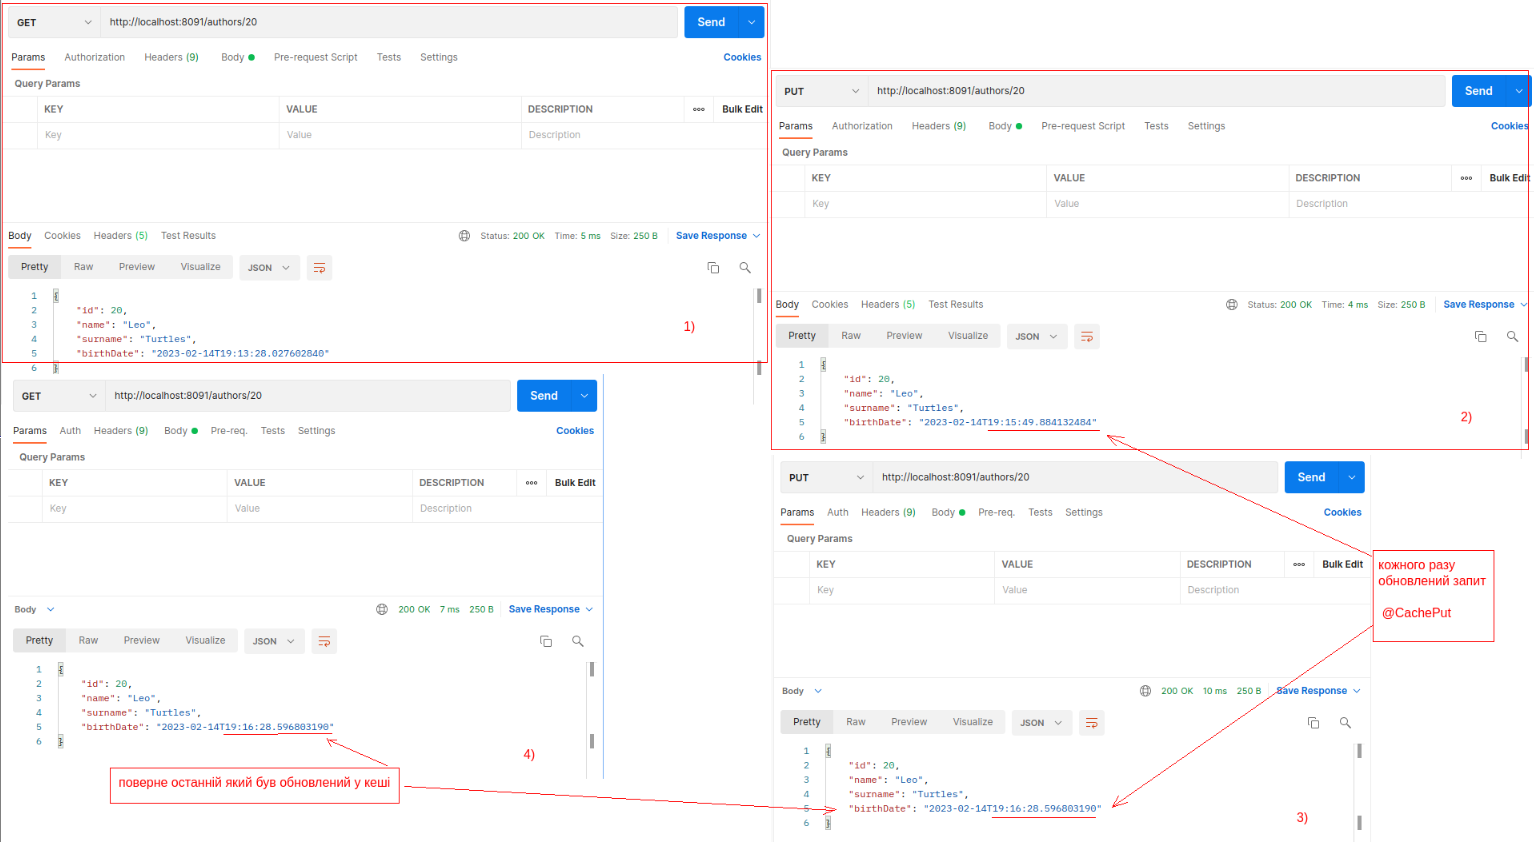 GET http://localhost:8091/authors/20 Send
Params Authorization Headers (9) Body Pre-request Script Tests Settings Cookies
Query Params
KEY VALUE DESCRIPTION Bulk Edit
Key Value Description
Body Cookies Headers (5) Test Results Status: 200 OK Time: 5 ms Size: 250 B Save Response
Pretty Raw Preview Visualize JSON
1 {
2 "id": 20,
3 "name": "Leo",
4 "surname": "Turtles",
5 "birthDate": "2023-02-14T19:13:28.027602840"
6 }
1)
PUT http://localhost:8091/authors/20 Send
Params Authorization Headers (9) Body Pre-request Script Tests Settings Cookies
Query Params
KEY VALUE DESCRIPTION Bulk Edit
Key Value Description
Body Cookies Headers (5) Test Results Status: 200 OK Time: 4 ms Size: 250 B Save Response
Pretty Raw Preview Visualize JSON
1 {
2 "id": 20,
3 "name": "Leo",
4 "surname": "Turtles",
5 "birthDate": "2023-02-14T19:15:49.884132484"
6 }
2)
GET http://localhost:8091/authors/20 Send
Params Auth Headers (9) Body Pre-req. Tests Settings Cookies
Query Params
KEY VALUE DESCRIPTION Bulk Edit
Key Value Description
Body 200 OK 7 ms 250 B Save Response
Pretty Raw Preview Visualize JSON
1 {
2 "id": 20,
3 "name": "Leo",
4 "surname": "Turtles",
5 "birthDate": "2023-02-14T19:16:28.596803190"
6 }
4)
поверне останній який був обновлений у кеші
PUT http://localhost:8091/authors/20 Send
Params Auth Headers (9) Body Pre-req. Tests Settings Cookies
Query Params
KEY VALUE DESCRIPTION Bulk Edit
Key Value Description
Body 200 OK 10 ms 250 B Save Response
Pretty Raw Preview Visualize JSON
1 {
2 "id": 20,
3 "name": "Leo",
4 "surname": "Turtles",
5 "birthDate": "2023-02-14T19:16:28.596803190"
6 }
3)
кожного разу
обновлений запит
@CachePut